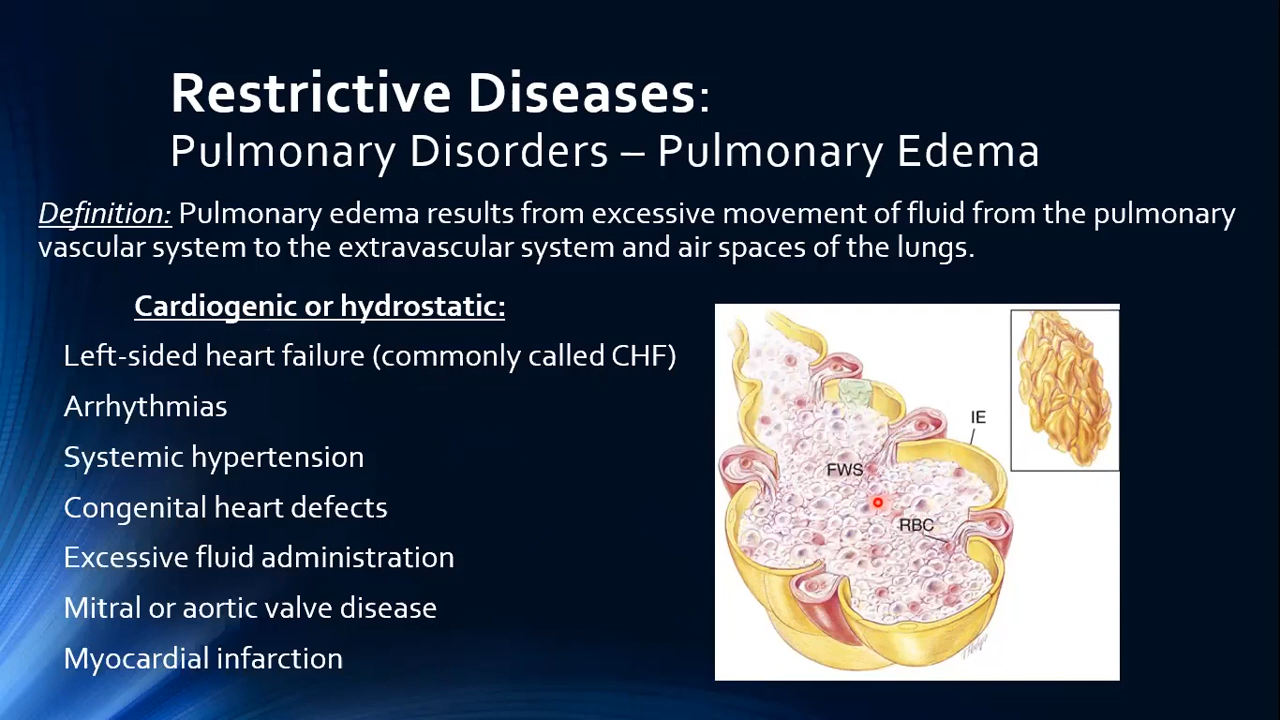 Restrictive Diseases:
Pulmonary Disorders – Pulmonary Edema
Definition: Pulmonary edema results from excessive movement of fluid from the pulmonary
vascular system to the extravascular system and air spaces of the lungs.
Cardiogenic or hydrostatic:
Left-sided heart failure (commonly called CHF)
Arrhythmias
Systemic hypertension
Congenital heart defects
Excessive fluid administration
Mitral or aortic valve disease
Myocardial infarction
IE
FWS
RBC